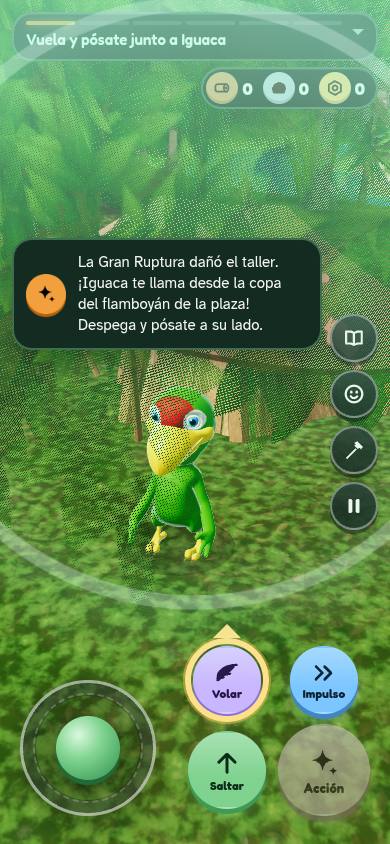 Vuela y pósate junto a Iguaca
0 0 0
La Gran Ruptura dañó el taller.
¡Iguaca te llama desde la copa
del flamboyán de la plaza!
Despega y pósate a su lado.
Volar
Impulso
Saltar
Acción